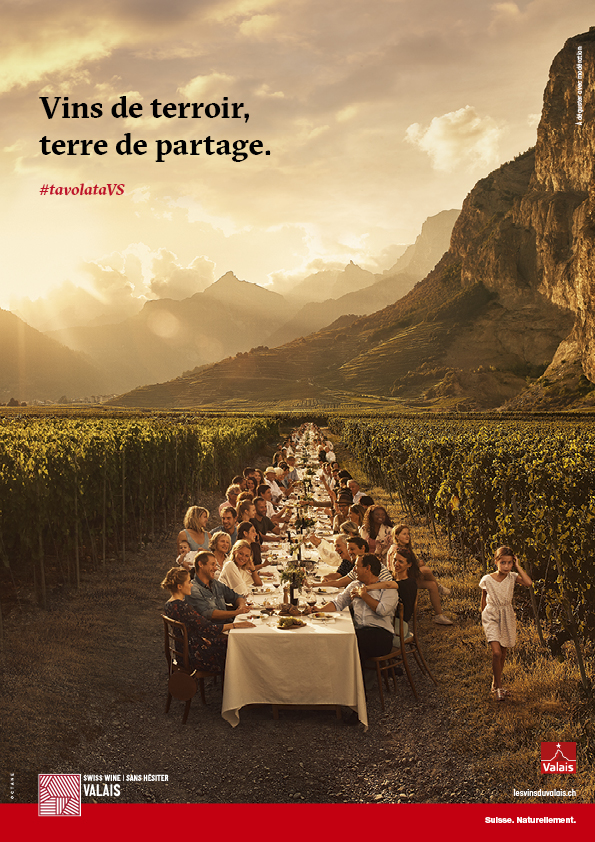 Vins de terroir,
terre de partage.
#tavolataVS
À déguster avec modération.
OCTANE
SWISS WINE | SANS HÉSITER
VALAIS
Valais
lesvinsduvalais.ch
Suisse. Naturellement.